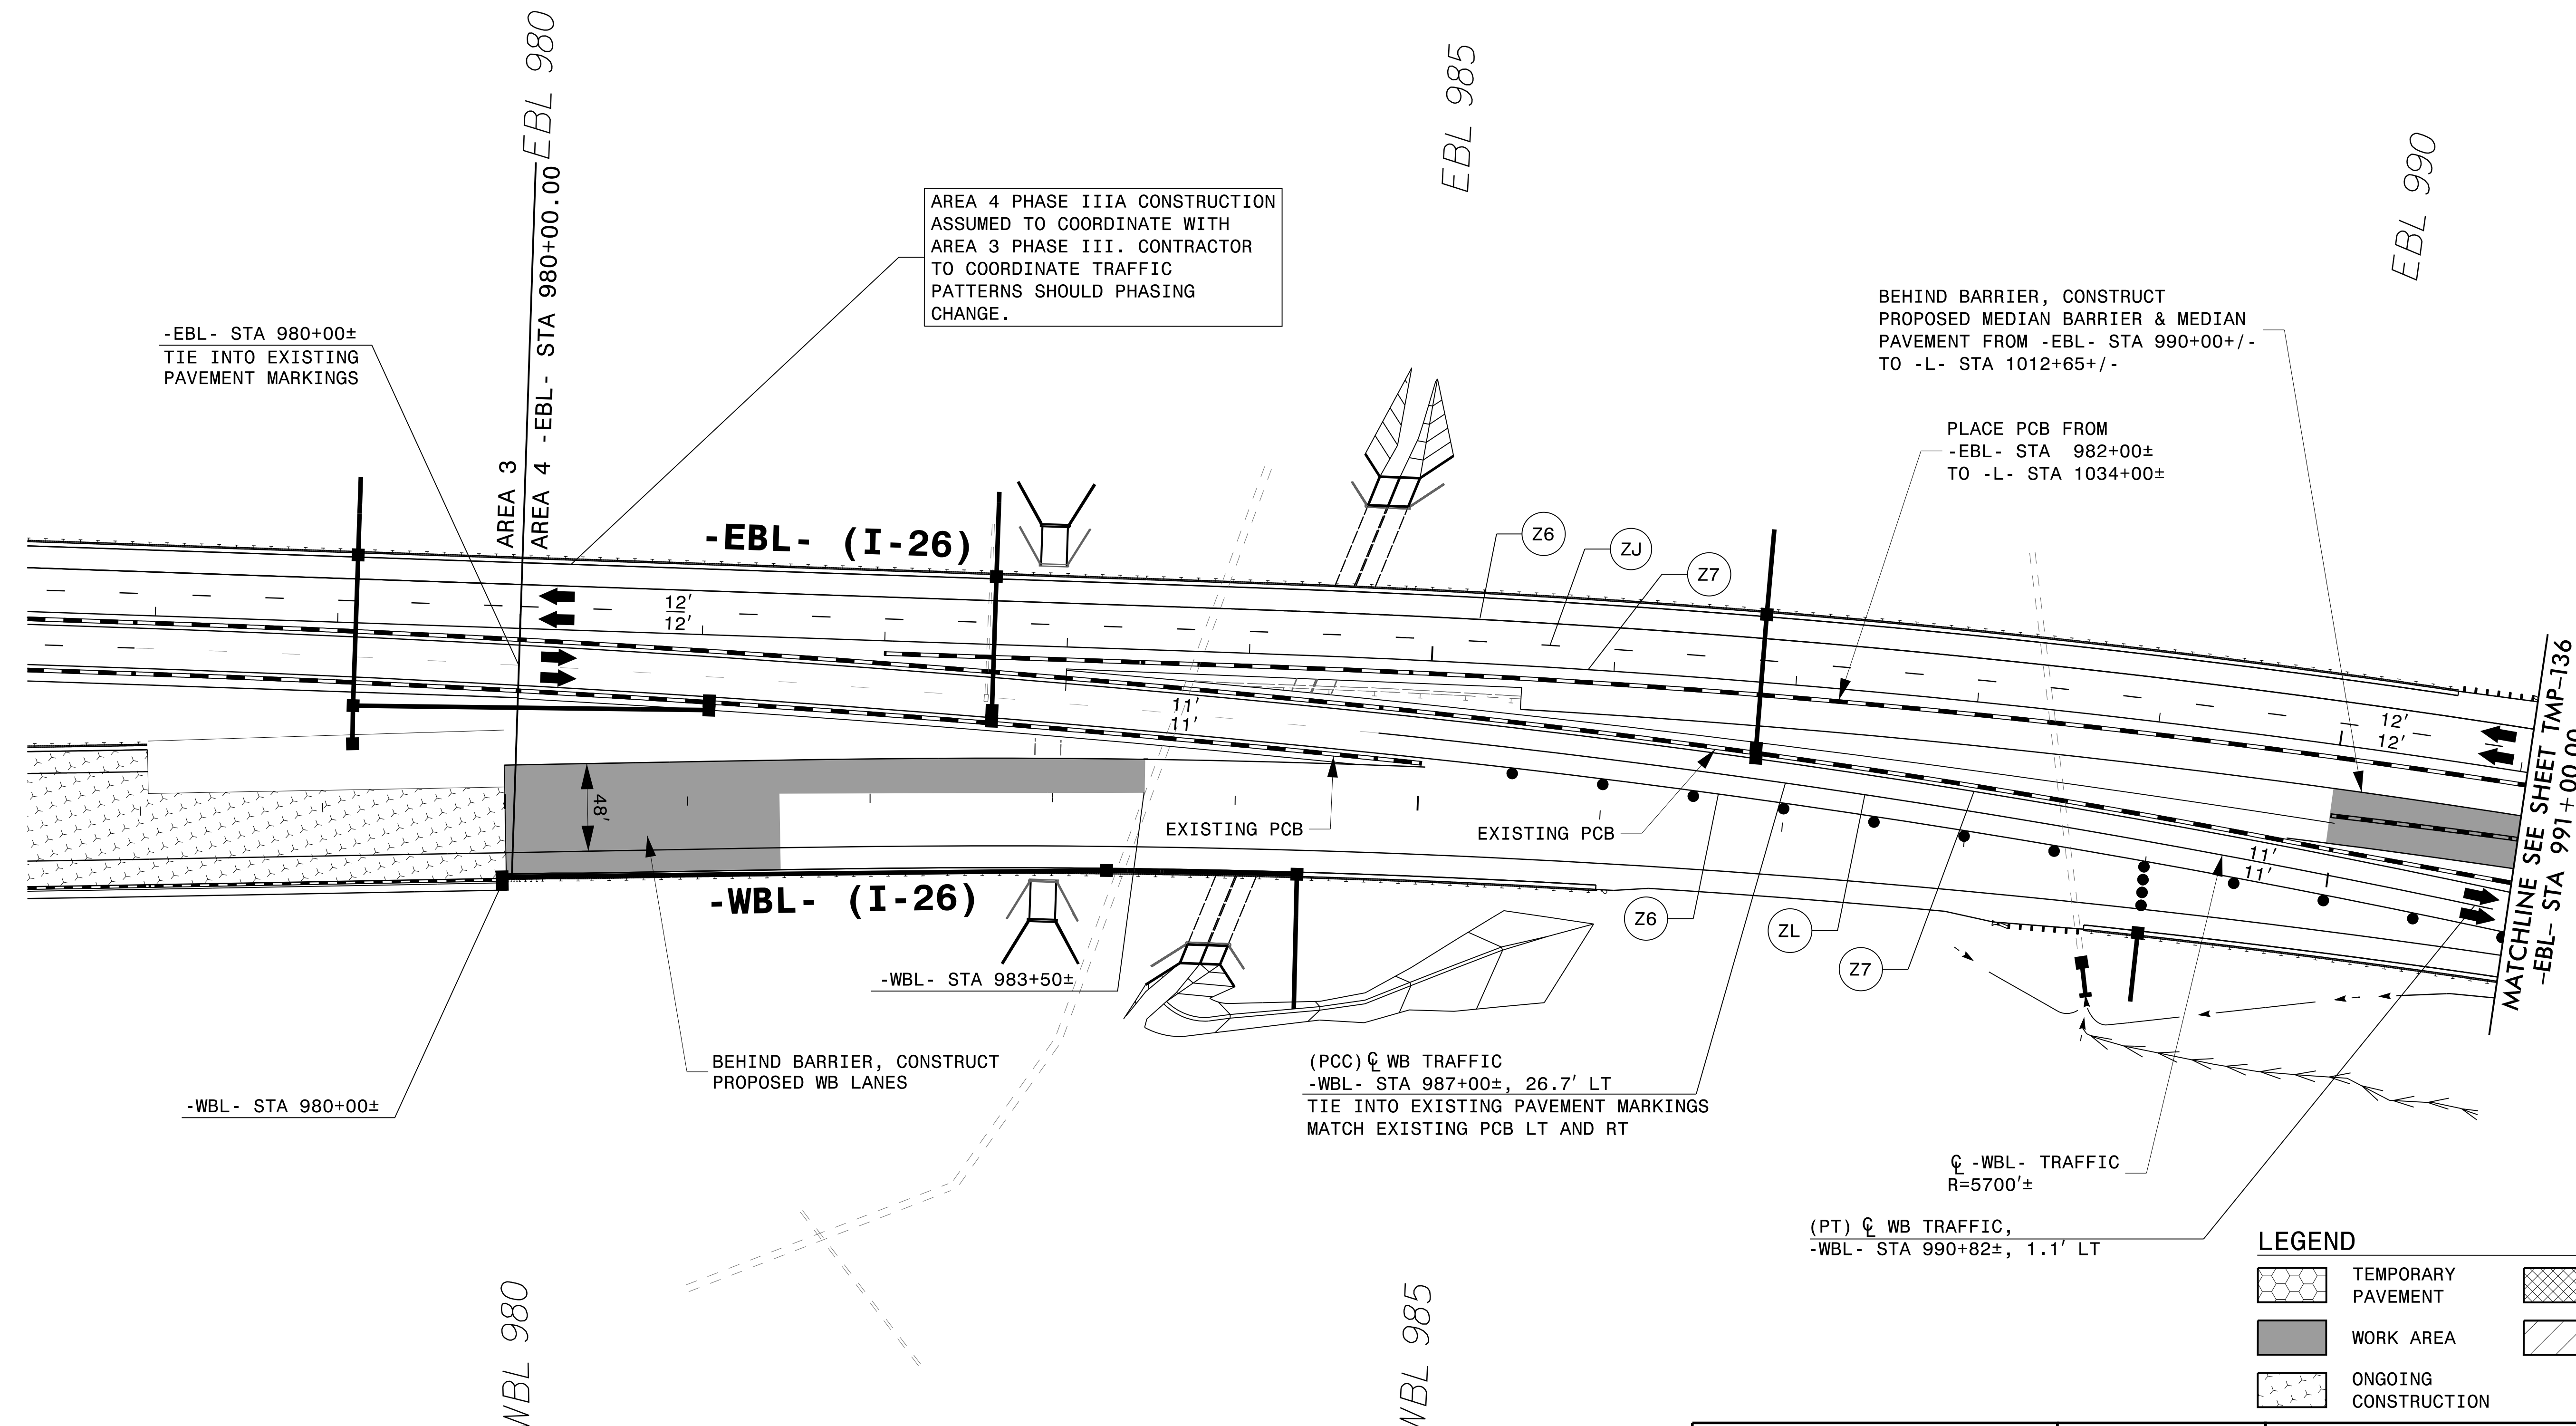 EBL 980
EBL 985
EBL 990
AREA 3
AREA 4 -EBL- STA 980+00.00
AREA 4 PHASE IIIA CONSTRUCTION
ASSUMED TO COORDINATE WITH
AREA 3 PHASE III. CONTRACTOR
TO COORDINATE TRAFFIC
PATTERNS SHOULD PHASING
CHANGE.
-EBL- STA 980+00±
TIE INTO EXISTING
PAVEMENT MARKINGS
BEHIND BARRIER, CONSTRUCT
PROPOSED MEDIAN BARRIER & MEDIAN
PAVEMENT FROM -EBL- STA 990+00+/-
TO -L- STA 1012+65+/-
PLACE PCB FROM
-EBL- STA  982+00±
TO -L- STA 1034+00±
-EBL- (I-26)
Z6
ZJ
Z7
12'
12'
11'
11'
12'
12'
48'
EXISTING PCB
EXISTING PCB
11'
11'
MATCHLINE SEE SHEET TMP-136
-EBL- STA 991+00.00
-WBL- (I-26)
Z6
ZL
Z7
-WBL- STA 983+50±
BEHIND BARRIER, CONSTRUCT
PROPOSED WB LANES
-WBL- STA 980+00±
(PCC) ℄ WB TRAFFIC
-WBL- STA 987+00±, 26.7' LT
TIE INTO EXISTING PAVEMENT MARKINGS
MATCH EXISTING PCB LT AND RT
℄ -WBL- TRAFFIC
R=5700'±
(PT) ℄ WB TRAFFIC,
-WBL- STA 990+82±, 1.1' LT
WBL 980
WBL 985
LEGEND
TEMPORARY
PAVEMENT
WORK AREA
ONGOING
CONSTRUCTION